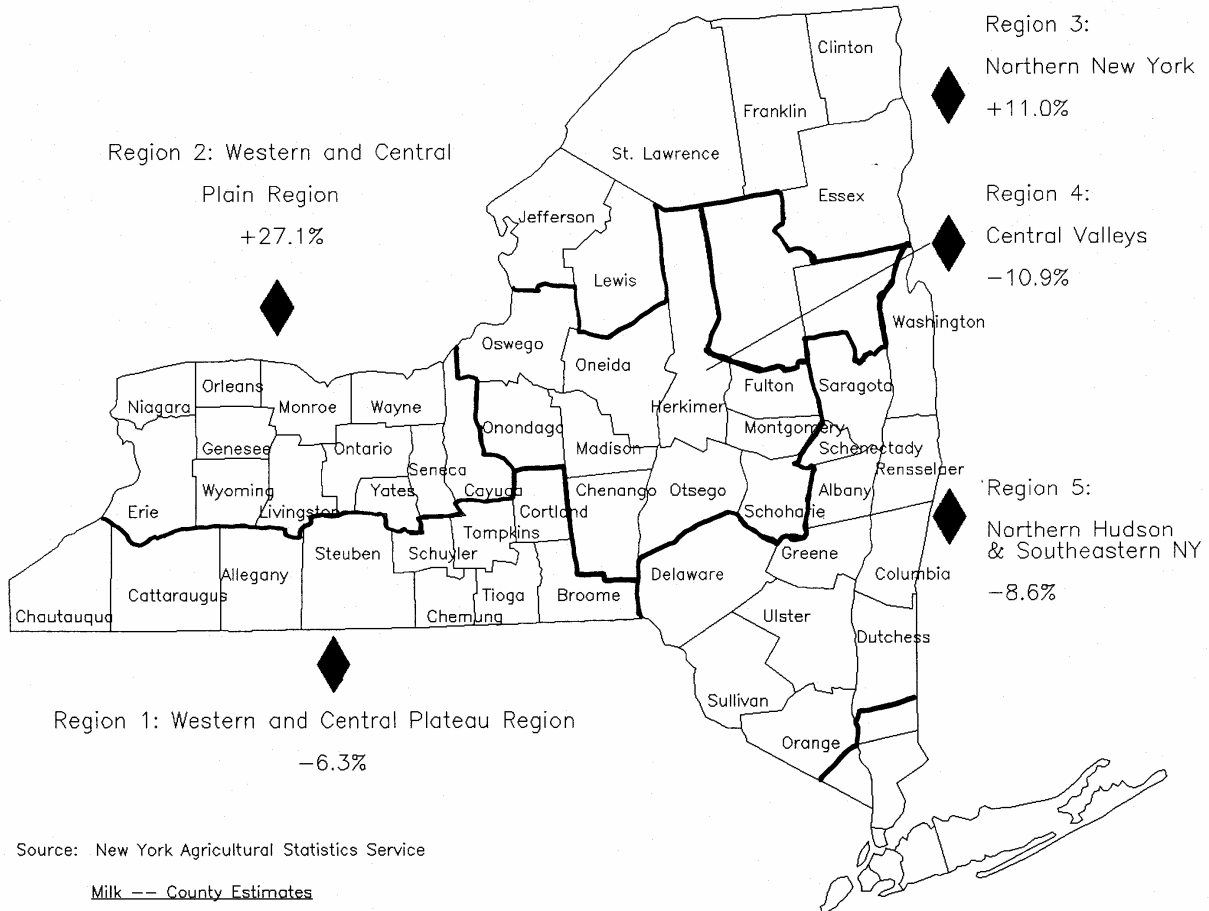 Region 3:
Northern New York
+11.0%
Region 2: Western and Central
Plain Region
+27.1%
Region 4:
Central Valleys
-10.9%
Clinton
Franklin
St. Lawrence
Essex
Jefferson
Lewis
Washington
Oswego
Oneida
Orleans
Niagara
Monroe
Wayne
Fulton
Saragota
Herkimer
Onondaga
Montgomery
Madison
Genesee
Ontario
Schenectady
Seneca
Rensselaer
Wyoming
Yates
Cayuga
Chenango
Otsego
Albany
Erie
Livingston
Cortland
Schoharie
Tompkins
Steuben
Schuyler
Greene
Allegany
Delaware
Columbia
Cattaraugus
Tioga
Broome
Chautauqua
Chemung
Ulster
Dutchess
Sullivan
Orange
Region 5:
Northern Hudson
& Southeastern NY
-8.6%
Region 1: Western and Central Plateau Region
-6.3%
Source: New York Agricultural Statistics Service
Milk -- County Estimates